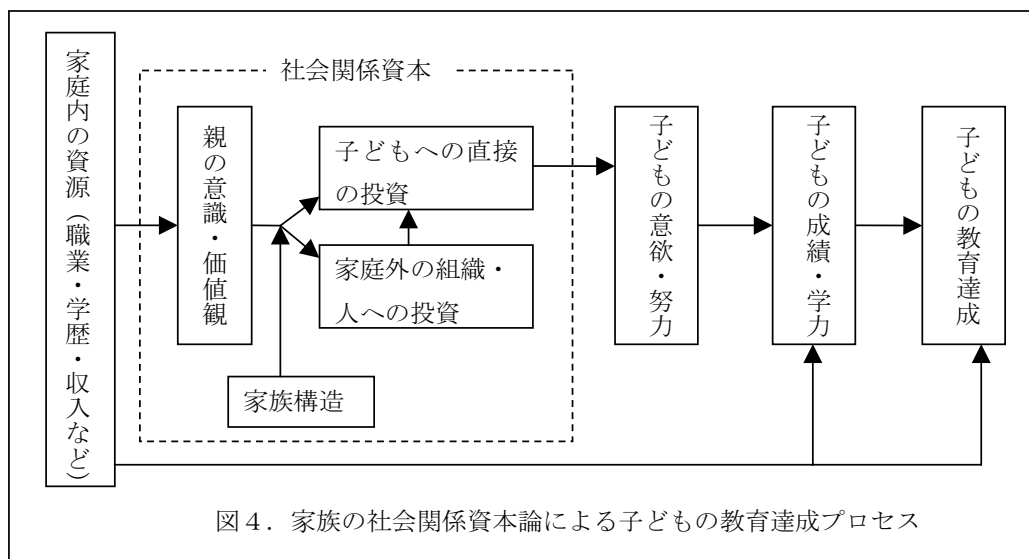 社会関係資本
家庭内の資源（職業・学歴・収入など）
親の意識・価値観
子どもへの直接
の投資
家庭外の組織・
人への投資
家族構造
子どもの意欲・努力
子どもの成績・学力
子どもの教育達成
図４．家族の社会関係資本論による子どもの教育達成プロセス